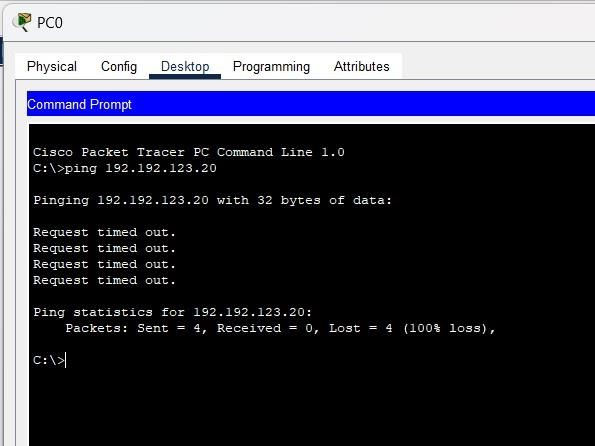 PC0
Physical Config Desktop Programming Attributes
Command Prompt
Cisco Packet Tracer PC Command Line 1.0
C:\>ping 192.192.123.20
Pinging 192.192.123.20 with 32 bytes of data:
Request timed out.
Request timed out.
Request timed out.
Request timed out.
Ping statistics for 192.192.123.20:
Packets: Sent = 4, Received = 0, Lost = 4 (100% loss),
C:\>